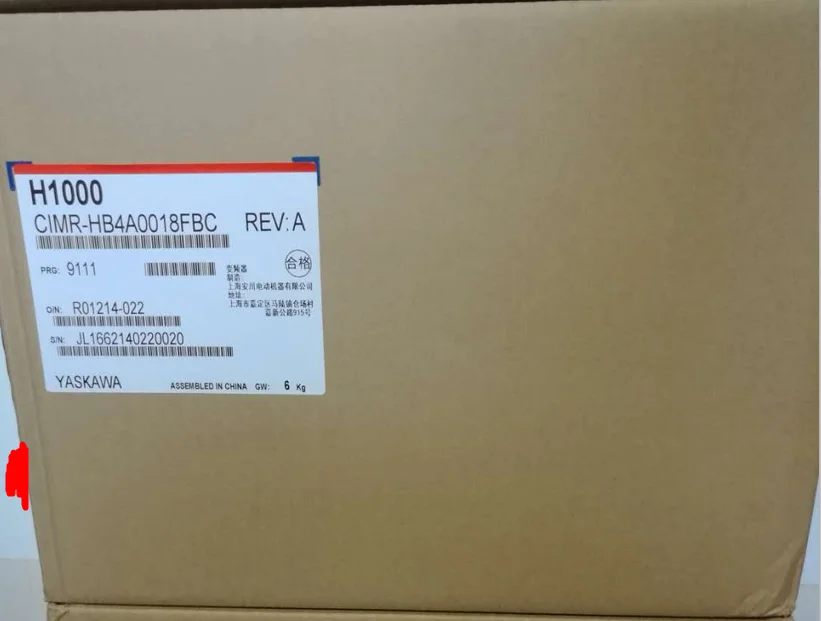 H1000
CIMR-HB4A0018FBC REV: A
PRG: 9111
合格
变频器
制造:
上海安川电动机器有限公司
地址:
上海市嘉定区马陆镇仓场村
嘉新公路915号
O/N: R01214-022
S/N: JL1662140220020
YASKAWA ASSEMBLED IN CHINA GW: 6 Kg